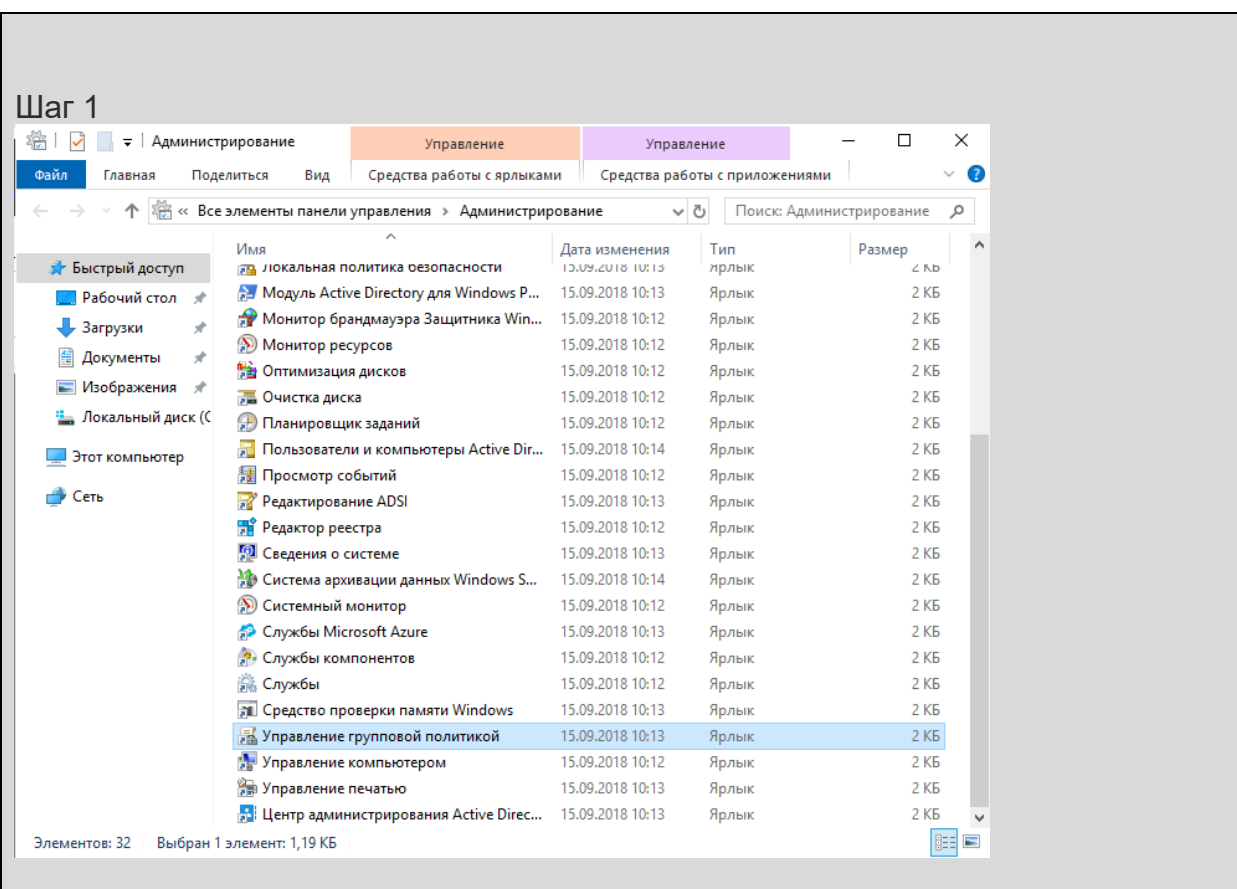 Шаг 1
Администрирование Управление Управление
Файл Главная Поделиться Вид Средства работы с ярлыками Средства работы с приложениями
« Все элементы панели управления › Администрирование Поиск: Администрирование
Имя Дата изменения Тип Размер
Быстрый доступ
Рабочий стол
Загрузки
Документы
Изображения
Локальный диск (C
Этот компьютер
Сеть
Локальная политика безопасности 15.09.2018 10:13 Ярлык 2 КБ
Модуль Active Directory для Windows P... 15.09.2018 10:13 Ярлык 2 КБ
Монитор брандмауэра Защитника Win... 15.09.2018 10:12 Ярлык 2 КБ
Монитор ресурсов 15.09.2018 10:12 Ярлык 2 КБ
Оптимизация дисков 15.09.2018 10:12 Ярлык 2 КБ
Очистка диска 15.09.2018 10:12 Ярлык 2 КБ
Планировщик заданий 15.09.2018 10:12 Ярлык 2 КБ
Пользователи и компьютеры Active Dir... 15.09.2018 10:14 Ярлык 2 КБ
Просмотр событий 15.09.2018 10:12 Ярлык 2 КБ
Редактирование ADSI 15.09.2018 10:13 Ярлык 2 КБ
Редактор реестра 15.09.2018 10:12 Ярлык 2 КБ
Сведения о системе 15.09.2018 10:13 Ярлык 2 КБ
Система архивации данных Windows S... 15.09.2018 10:14 Ярлык 2 КБ
Системный монитор 15.09.2018 10:12 Ярлык 2 КБ
Службы Microsoft Azure 15.09.2018 10:13 Ярлык 2 КБ
Службы компонентов 15.09.2018 10:12 Ярлык 2 КБ
Службы 15.09.2018 10:12 Ярлык 2 КБ
Средство проверки памяти Windows 15.09.2018 10:13 Ярлык 2 КБ
Управление групповой политикой 15.09.2018 10:13 Ярлык 2 КБ
Управление компьютером 15.09.2018 10:12 Ярлык 2 КБ
Управление печатью 15.09.2018 10:13 Ярлык 2 КБ
Центр администрирования Active Direc... 15.09.2018 10:13 Ярлык 2 КБ
Элементов: 32 Выбран 1 элемент: 1,19 КБ